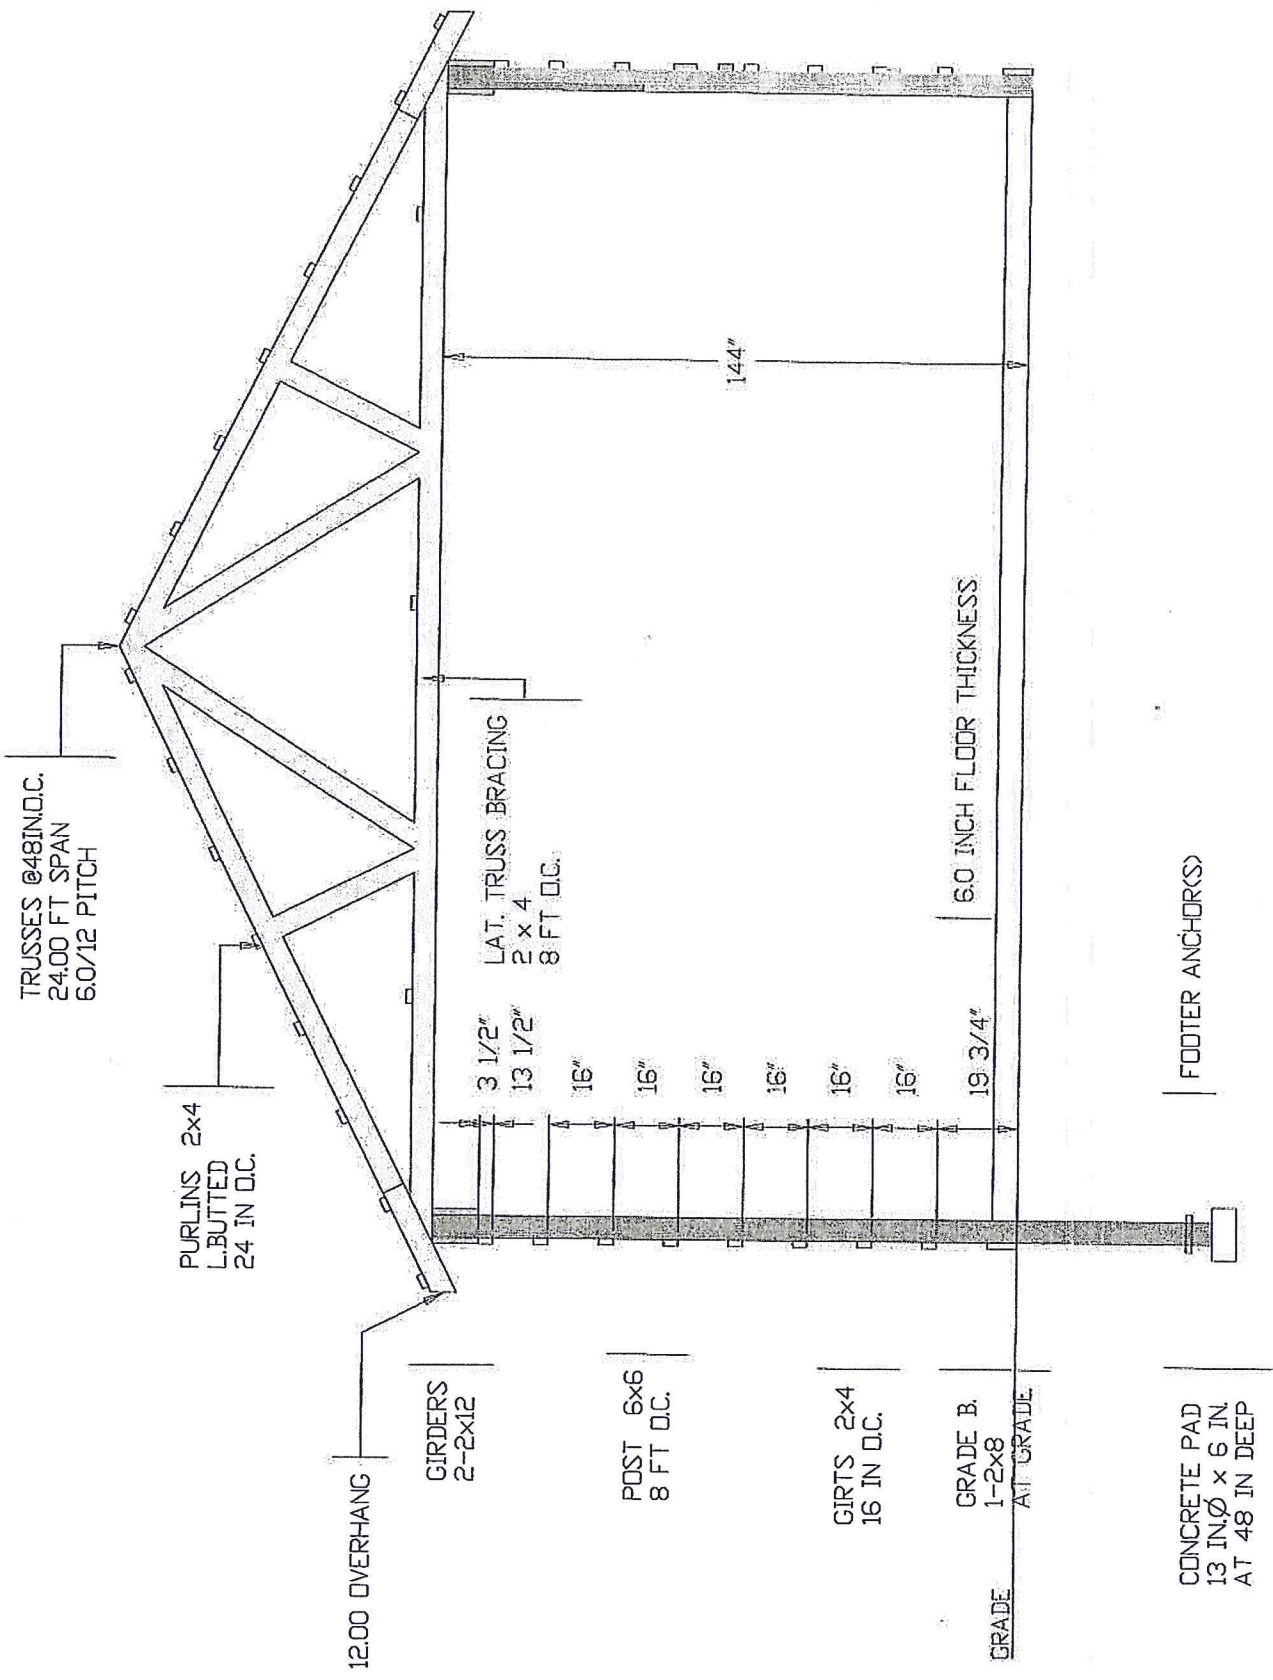 TRUSSES @48IN.O.C.
24.00 FT SPAN
6.0/12 PITCH
PURLINS 2x4
L.BUTTED
24 IN O.C.
12.00 OVERHANG
GIRDERS
2-2x12
POST 6x6
8 FT O.C.
GIRTS 2x4
16 IN O.C.
GRADE B.
1-2x8
AT GRADE
GRADE
CONCRETE PAD
13 IN.Ø x 6 IN.
AT 48 IN DEEP
3 1/2"
13 1/2"
16"
16"
16"
16"
16"
16"
19 3/4"
LAT. TRUSS BRACING
2 x 4
8 FT O.C.
144"
6.0 INCH FLOOR THICKNESS
FOOTER ANCHOR(S)